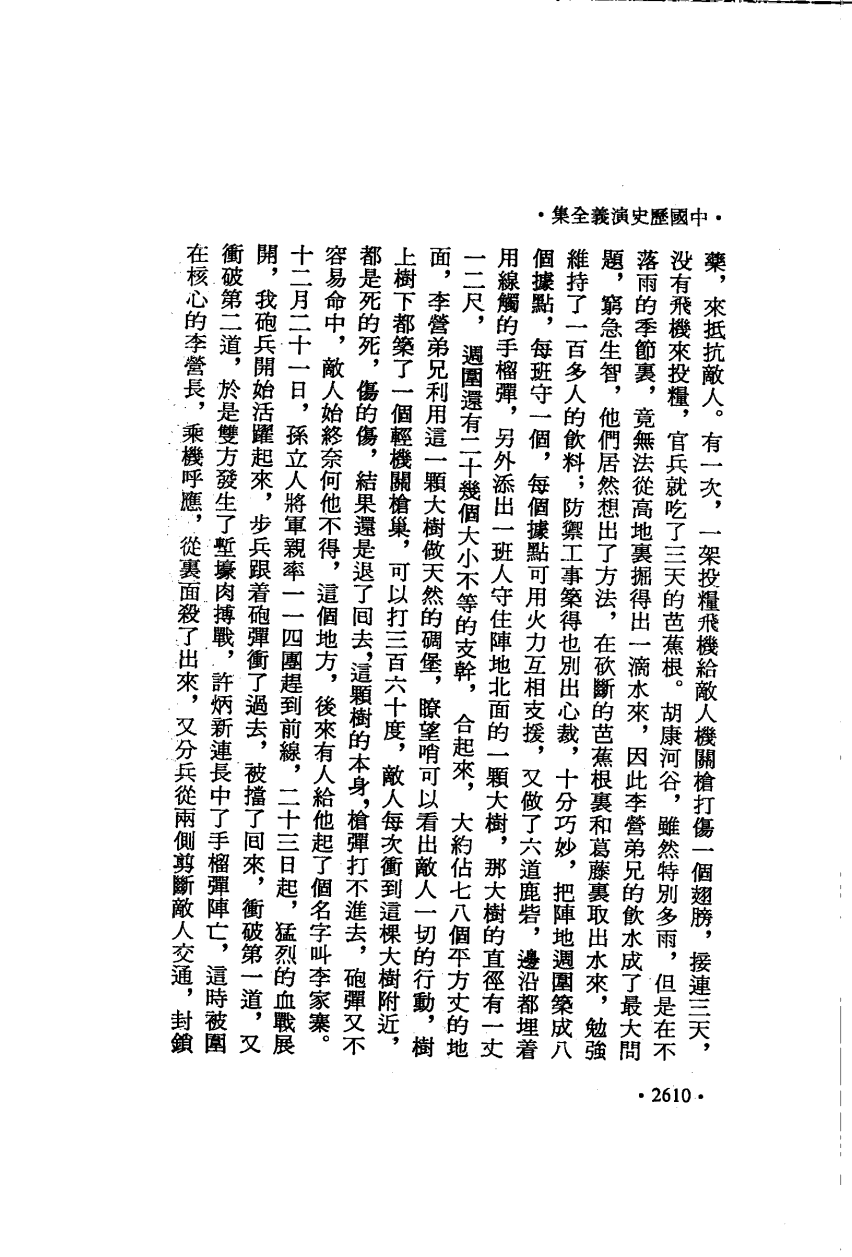 ·中國歷史演義全集·
藥，來抵抗敵人。有一次，一架投糧飛機給敵人機關槍打傷一個翅膀，接連三天，
沒有飛機來投糧，官兵就吃了三天的芭蕉根。胡康河谷，雖然特別多雨，但是在不
落雨的季節裏，竟無法從高地裏掘得出一滴水來，因此李營弟兄的飲水成了最大問
題，窮急生智，他們居然想出了方法，在砍斷的芭蕉根裏和葛藤裏取出水來，勉強
維持了一百多人的飲料；防禦工事築得也別出心裁，十分巧妙，把陣地週圍築成八
個據點，每班守一個，每個據點可用火力互相支援，又做了六道鹿砦，邊沿都埋着
用線觸的手榴彈，另外添出一班人守住陣地北面的一顆大樹，那大樹的直徑有一丈
一二尺，週圍還有二十幾個大小不等的支幹，合起來，大約佔七八個平方丈的地
面，李營弟兄利用這一顆大樹做天然的碉堡，瞭望哨可以看出敵人一切的行動，樹
上樹下都築了一個輕機關槍巢，可以打三百六十度，敵人每次衝到這棵大樹附近，
都是死的死，傷的傷，結果還是退了囘去，這顆樹的本身，槍彈打不進去，砲彈又不
容易命中，敵人始終奈何他不得，這個地方，後來有人給他起了個名字叫李家寨。
十二月二十一日，孫立人將軍親率一一四團趕到前線，二十三日起，猛烈的血戰展
開，我砲兵開始活躍起來，步兵跟着砲彈衝了過去，被擋了囘來，衝破第一道，又
衝破第二道，於是雙方發生了塹壕肉搏戰，許炳新連長中了手榴彈陣亡，這時被圍
在核心的李營長，乘機呼應，從裏面殺了出來，又分兵從兩側剪斷敵人交通，封鎖
·2610·